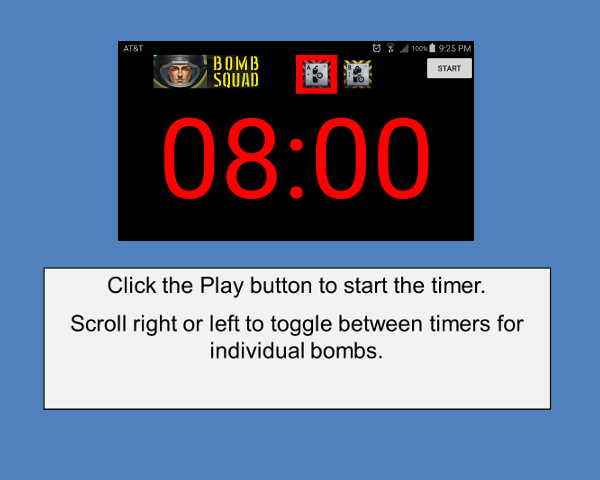 AT&T 100% 9:25 PM
BOMB
SQUAD
START
08:00
Click the Play button to start the timer.
Scroll right or left to toggle between timers for
individual bombs.